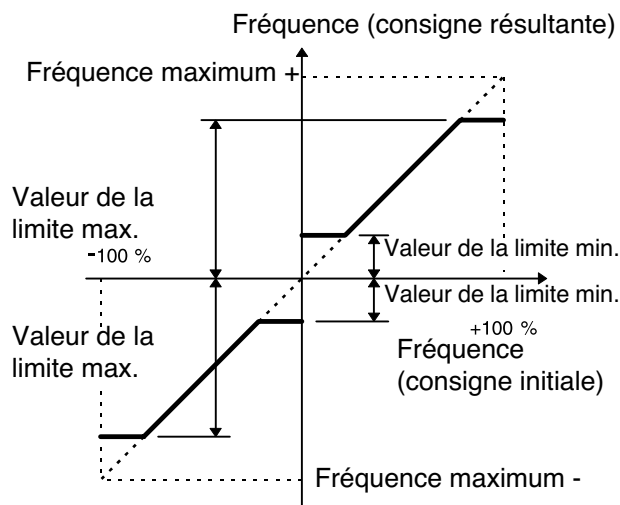 Fréquence (consigne résultante)
Fréquence maximum +
Valeur de la
limite max.
-100 %
Valeur de la limite min.
Valeur de la limite min.
+100 %
Valeur de la
limite max.
Fréquence
(consigne initiale)
Fréquence maximum -